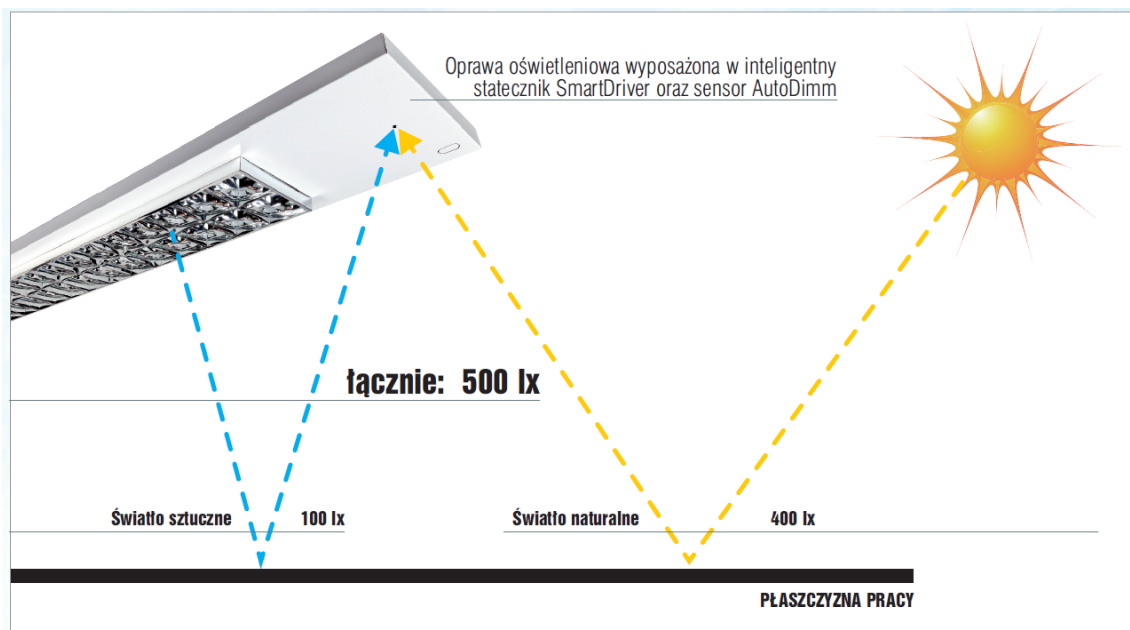 Oprawa oświetleniowa wyposażona w inteligentny
statecznik SmartDriver oraz sensor AutoDimm
łącznie: 500 lx
Światło sztuczne 100 lx
Światło naturalne 400 lx
PŁASZCZYZNA PRACY